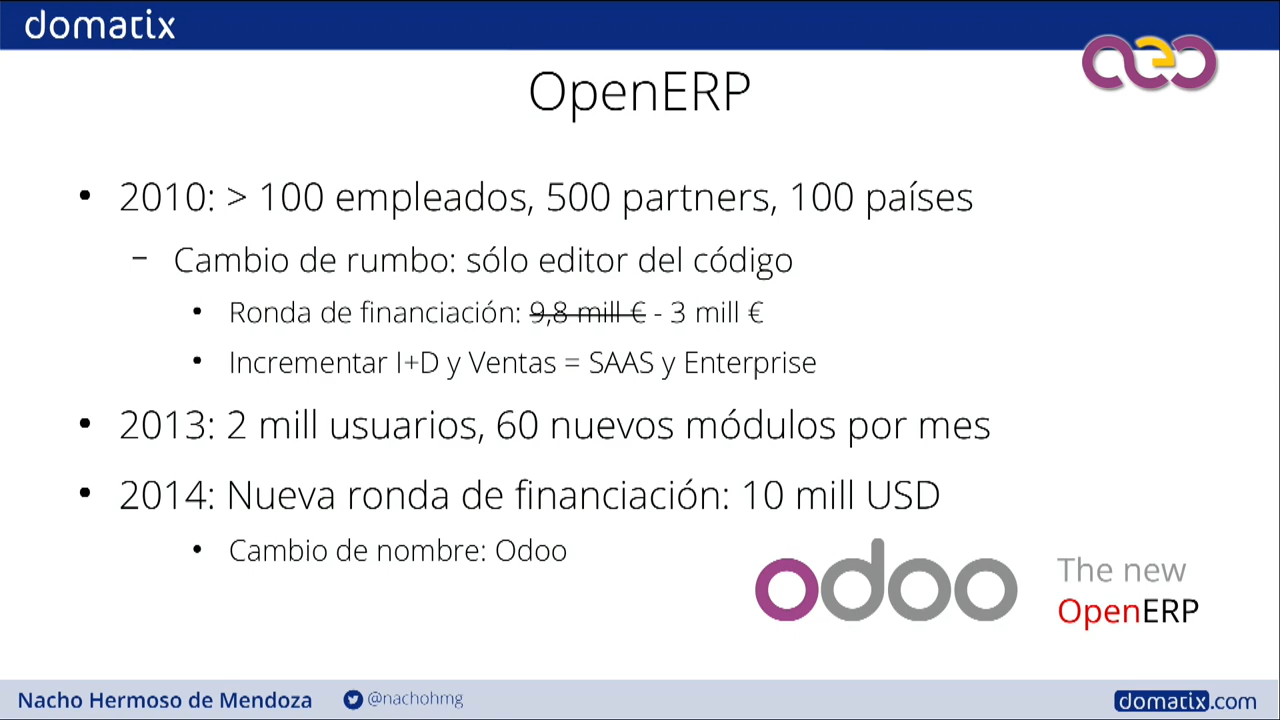 domatix
aeo
OpenERP
• 2010: > 100 empleados, 500 partners, 100 países
– Cambio de rumbo: sólo editor del código
• Ronda de financiación: 9,8 mill € - 3 mill €
• Incrementar I+D y Ventas = SAAS y Enterprise
• 2013: 2 mill usuarios, 60 nuevos módulos por mes
• 2014: Nueva ronda de financiación: 10 mill USD
• Cambio de nombre: Odoo
odoo
The new
OpenERP
Nacho Hermoso de Mendoza
@nachohmg
domatix.com